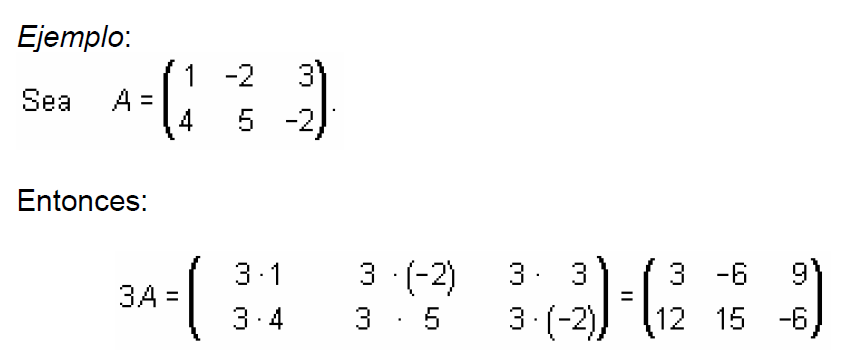 Ejemplo:
Sea A = ( 1 -2 3
4 5 -2 ).
Entonces:
3A = ( 3 · 1 3 · (-2) 3 · 3
3 · 4 3 · 5 3 · (-2) ) = ( 3 -6 9
12 15 -6 )